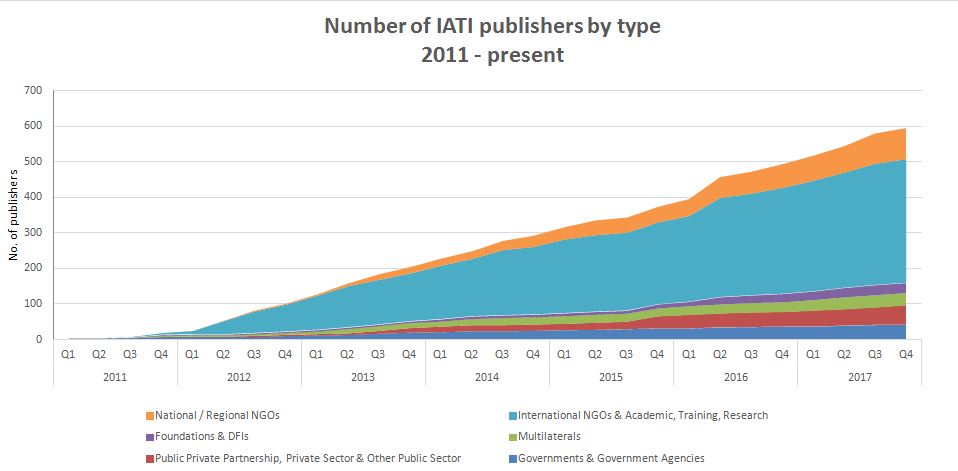 Number of IATI publishers by type
2011 - present
700
600
500
400
300
200
100
0
No. of publishers
Q1 Q2 Q3 Q4 Q1 Q2 Q3 Q4 Q1 Q2 Q3 Q4 Q1 Q2 Q3 Q4 Q1 Q2 Q3 Q4 Q1 Q2 Q3 Q4 Q1 Q2 Q3 Q4
2011 2012 2013 2014 2015 2016 2017
National / Regional NGOs International NGOs & Academic, Training, Research
Foundations & DFIs Multilaterals
Public Private Partnership, Private Sector & Other Public Sector Governments & Government Agencies